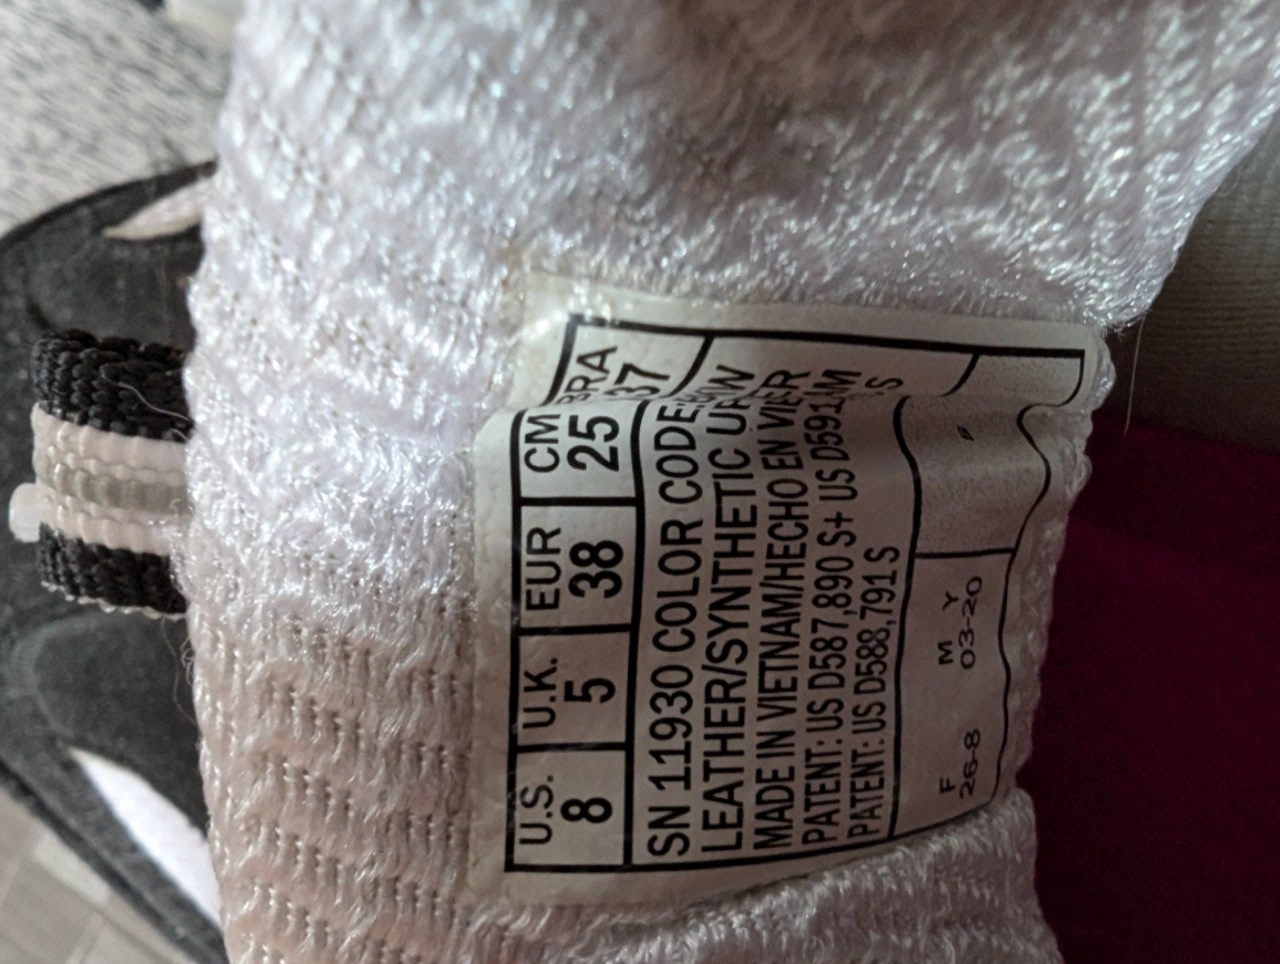 U.S. U.K. EUR CM BRA
8 5 38 25 37
SN 11930 COLOR CODE:
LEATHER/SYNTHETIC
MADE IN VIETNAM/HECHO EN
PATENT: US D587,890 S+ US D591
PATENT: US D588,791 S
F M Y
26-8 03-20